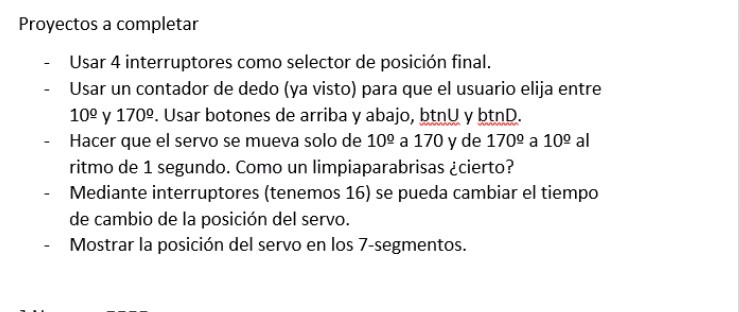 Proyectos a completar
- Usar 4 interruptores como selector de posición final.
- Usar un contador de dedo (ya visto) para que el usuario elija entre
10º y 170º. Usar botones de arriba y abajo, btnU y btnD.
- Hacer que el servo se mueva solo de 10º a 170 y de 170º a 10º al
ritmo de 1 segundo. Como un limpiaparabrisas ¿cierto?
- Mediante interruptores (tenemos 16) se pueda cambiar el tiempo
de cambio de la posición del servo.
- Mostrar la posición del servo en los 7-segmentos.